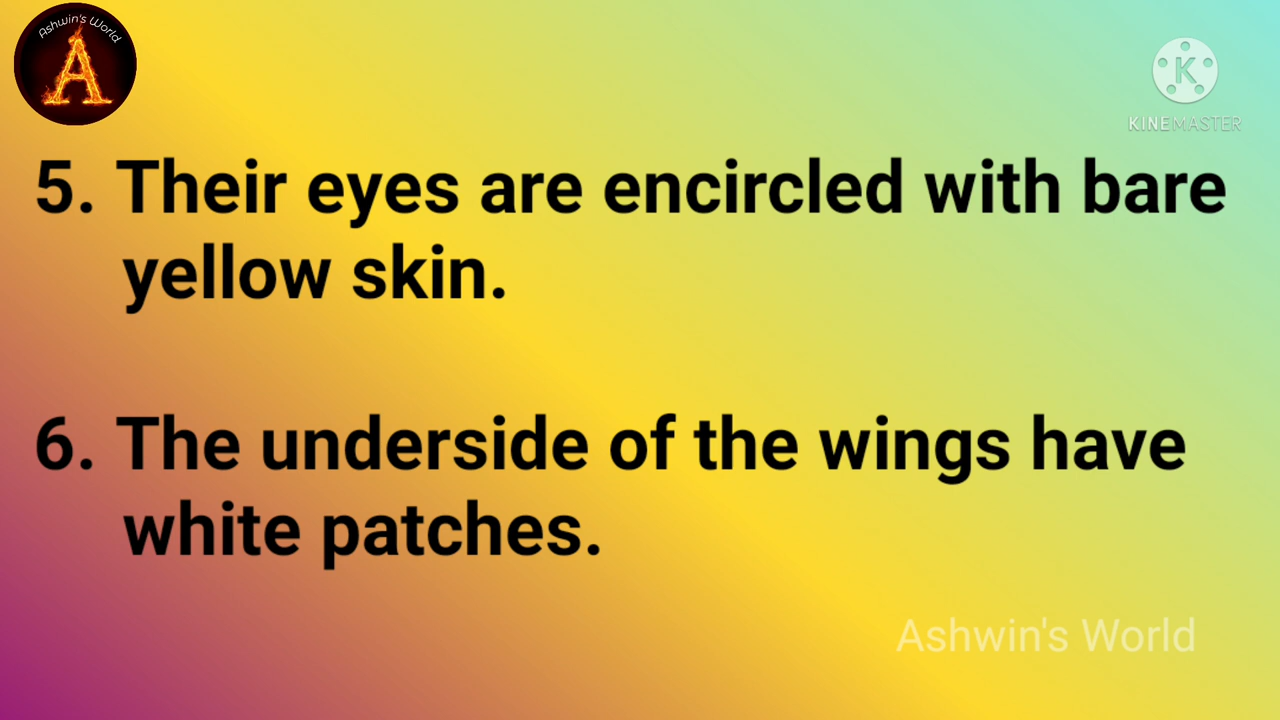 Ashwin's World
A
K
KINEMASTER
5. Their eyes are encircled with bare
yellow skin.
6. The underside of the wings have
white patches.
Ashwin's World